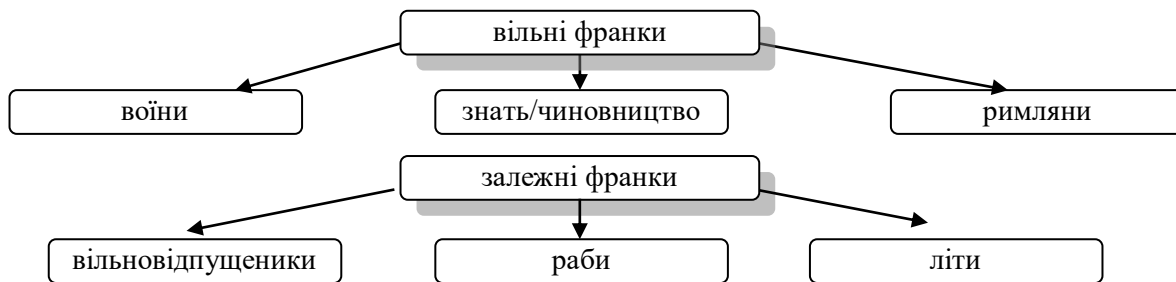 вільні франки
воїни
знать/чиновництво
римляни
залежні франки
вільновідпущеники
раби
літи